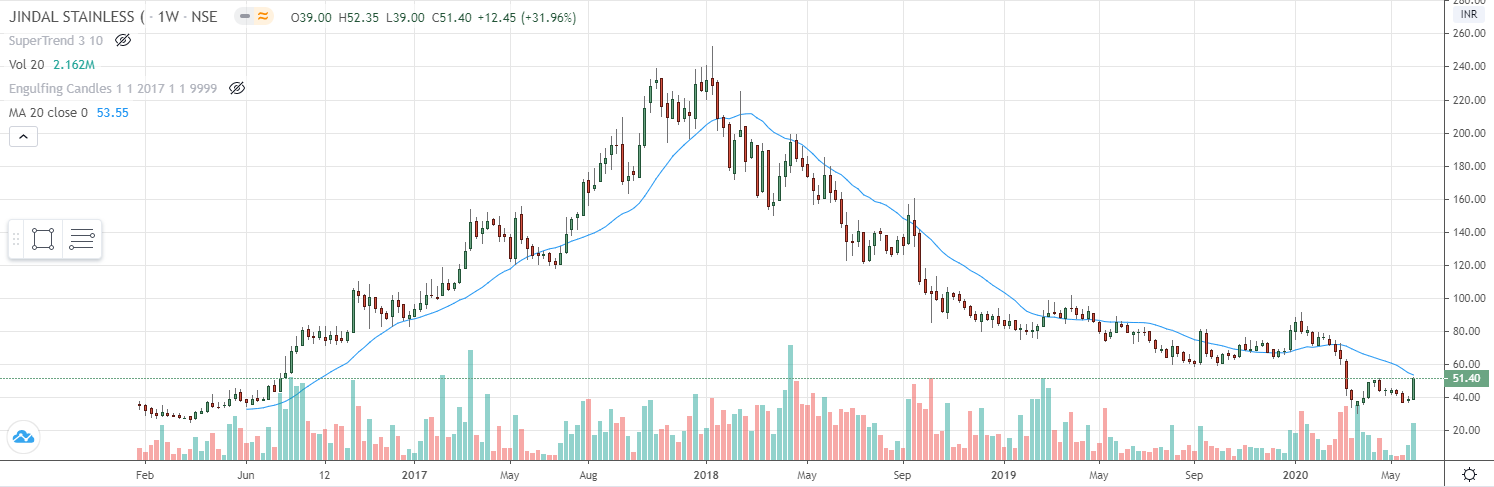 JINDAL STAINLESS ( · 1W · NSE O39.00 H52.35 L39.00 C51.40 +12.45 (+31.96%)
SuperTrend 3 10
Vol 20 2.162M
Engulfing Candles 1 1 2017 1 1 9999
MA 20 close 0 53.55
280.00
INR
260.00
240.00
220.00
200.00
180.00
160.00
140.00
120.00
100.00
80.00
60.00
51.40
40.00
20.00
Feb Jun 12 2017 May Aug 2018 May Sep 2019 May Sep 2020 May